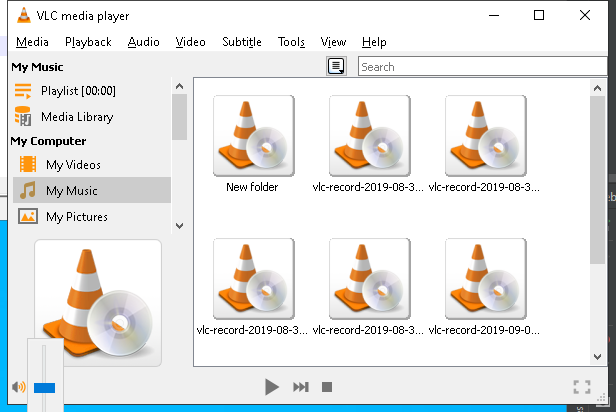 VLC media player
Media Playback Audio Video Subtitle Tools View Help
My Music
Search
Playlist [00:00]
Media Library
My Computer
My Videos
My Music
My Pictures
New folder
vlc-record-2019-08-3...
vlc-record-2019-08-3...
vlc-record-2019-08-3...
vlc-record-2019-08-3...
vlc-record-2019-09-0...